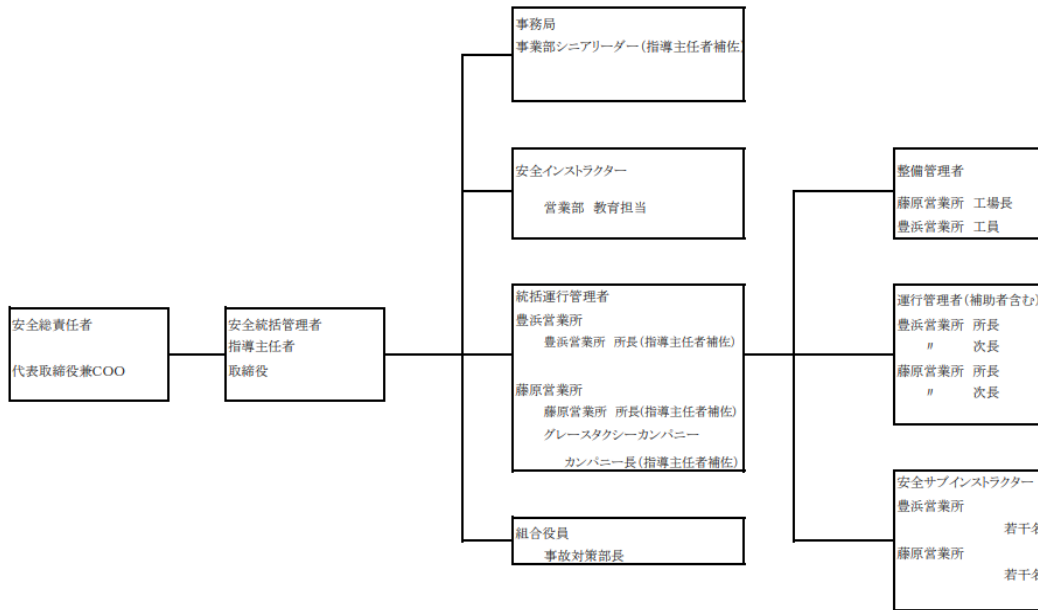 安全総責任者
代表取締役兼COO
安全統括管理者
指導主任者
取締役
事務局
事業部シニアリーダー(指導主任者補佐)
安全インストラクター
営業部 教育担当
統括運行管理者
豊浜営業所
豊浜営業所 所長(指導主任者補佐)
藤原営業所
藤原営業所 所長(指導主任者補佐)
グレースタクシーカンパニー
カンパニー長(指導主任者補佐)
組合役員
事故対策部長
整備管理者
藤原営業所 工場長
豊浜営業所 工員
運行管理者(補助者含む)
豊浜営業所 所長
〃 次長
藤原営業所 所長
〃 次長
安全サブインストラクター
豊浜営業所
若干名
藤原営業所
若干名